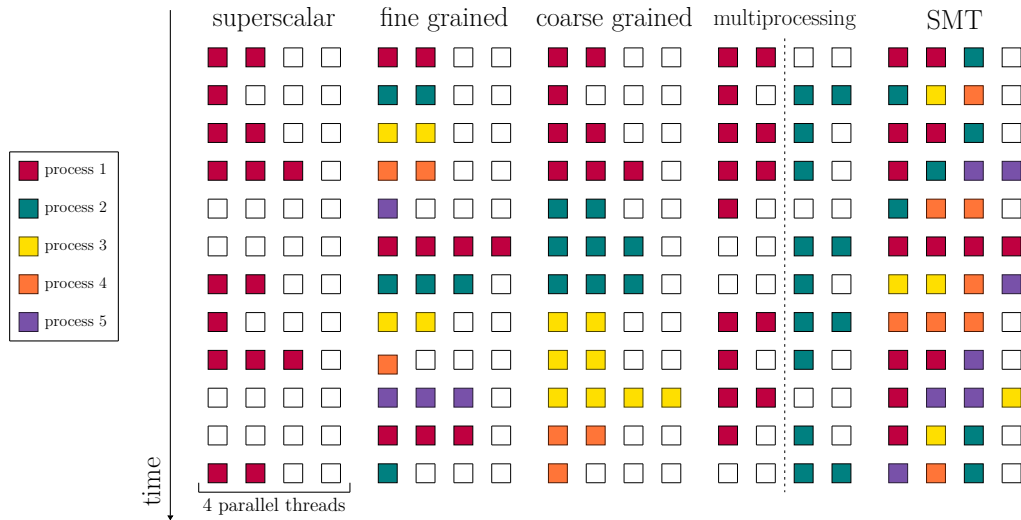 superscalar
fine grained
coarse grained
multiprocessing
SMT
process 1
process 2
process 3
process 4
process 5
time
4 parallel threads